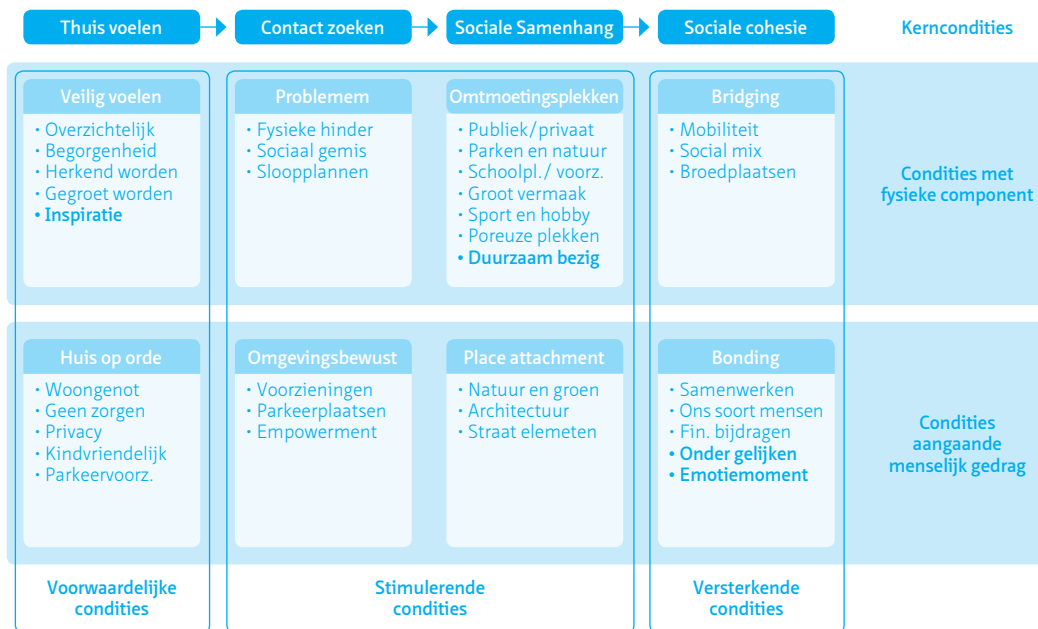 Thuis voelen
Contact zoeken
Sociale Samenhang
Sociale cohesie
Kerncondities
Veilig voelen
• Overzichtelijk
• Begorgenheid
• Herkend worden
• Gegroet worden
• Inspiratie
Problemem
• Fysieke hinder
• Sociaal gemis
• Sloopplannen
Omtmoetingsplekken
• Publiek/privaat
• Parken en natuur
• Schoolpl./ voorz.
• Groot vermaak
• Sport en hobby
• Poreuze plekken
• Duurzaam bezig
Bridging
• Mobiliteit
• Social mix
• Broedplaatsen
Condities met
fysieke component
Huis op orde
• Woongenot
• Geen zorgen
• Privacy
• Kindvriendelijk
• Parkeervoorz.
Omgevingsbewust
• Voorzieningen
• Parkeerplaatsen
• Empowerment
Place attachment
• Natuur en groen
• Architectuur
• Straat elemeten
Bonding
• Samenwerken
• Ons soort mensen
• Fin. bijdragen
• Onder gelijken
• Emotiemoment
Condities
aangaande
menselijk gedrag
Voorwaardelijke
condities
Stimulerende
condities
Versterkende
condities